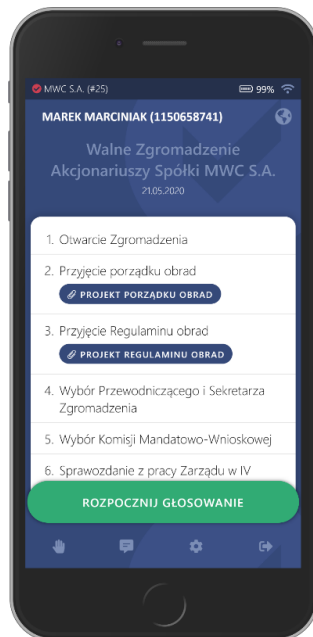 MWC S.A. (#25) 99%
MAREK MARCINIAK (1150658741)
Walne Zgromadzenie
Akcjonariuszy Spółki MWC S.A.
21.05.2020
1. Otwarcie Zgromadzenia
2. Przyjęcie porządku obrad
PROJEKT PORZĄDKU OBRAD
3. Przyjęcie Regulaminu obrad
PROJEKT REGULAMINU OBRAD
4. Wybór Przewodniczącego i Sekretarza
Zgromadzenia
5. Wybór Komisji Mandatowo-Wnioskowej
6. Sprawozdanie z pracy Zarządu w IV
ROZPOCZNIJ GŁOSOWANIE